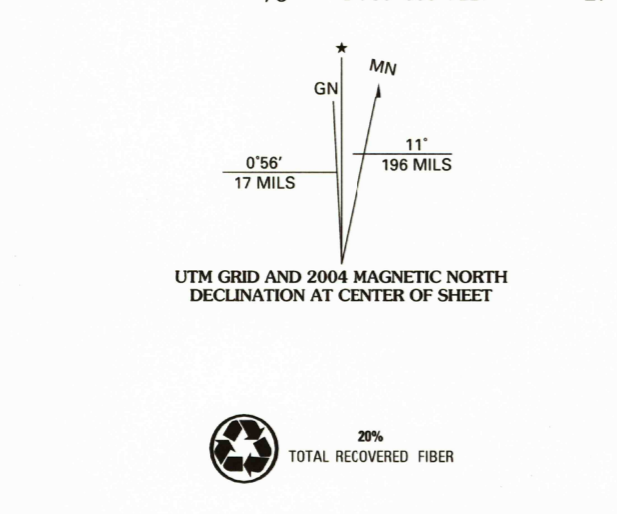 ★
MN
GN
11°
196 MILS
0°56′
17 MILS
UTM GRID AND 2004 MAGNETIC NORTH
DECLINATION AT CENTER OF SHEET
20%
TOTAL RECOVERED FIBER